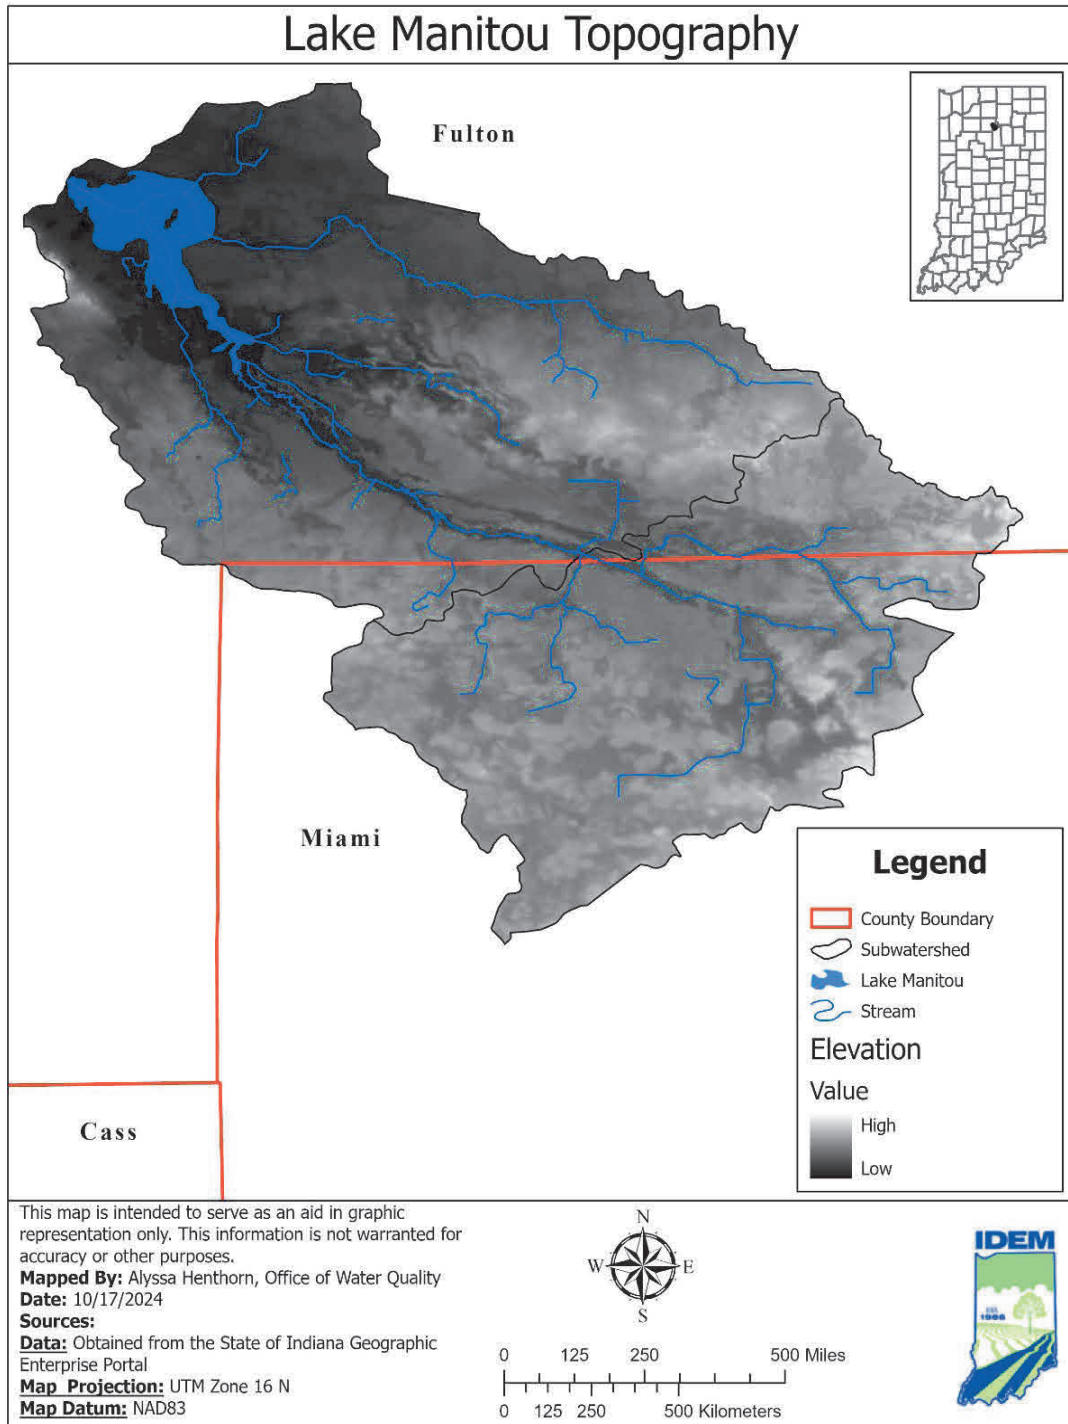 Lake Manitou Topography
Fulton
Miami
Cass
Legend
County Boundary
Subwatershed
Lake Manitou
Stream
Elevation
Value
High
Low
This map is intended to serve as an aid in graphic
representation only. This information is not warranted for
accuracy or other purposes.
Mapped By: Alyssa Henthorn, Office of Water Quality
Date: 10/17/2024
Sources:
Data: Obtained from the State of Indiana Geographic
Enterprise Portal
Map Projection: UTM Zone 16 N
Map Datum: NAD83
N
W E
S
0 125 250 500 Miles
0 125 250 500 Kilometers
IDEM
EST.
1986